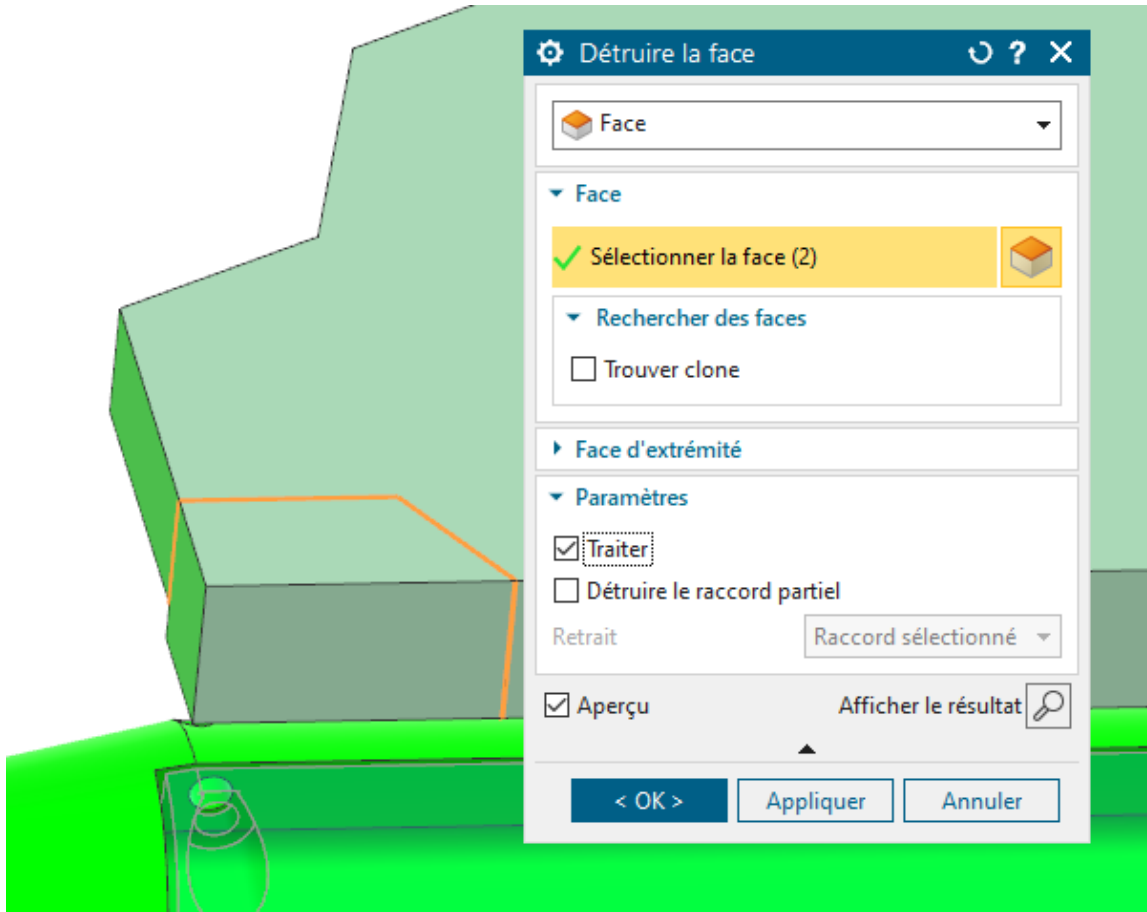 Détruire la face
Face
Face
Sélectionner la face (2)
Rechercher des faces
Trouver clone
Face d'extrémité
Paramètres
Traiter
Détruire le raccord partiel
Retrait Raccord sélectionné
Aperçu Afficher le résultat
< OK > Appliquer Annuler